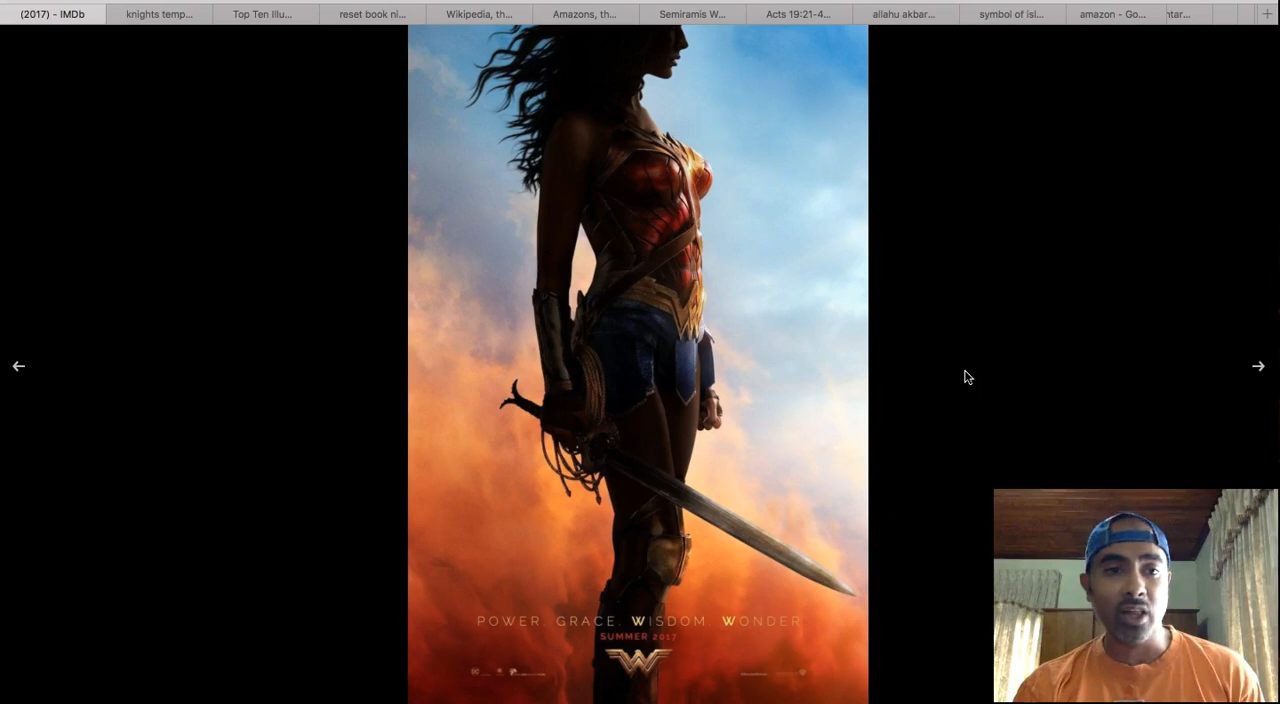 (2017) - IMDb
knights temp...
Top Ten Illu...
reset book ni...
Wikipedia, th...
Amazons, th...
Semiramis W...
Acts 19:21-4...
allahu akbar...
symbol of isl...
amazon - Go...
ntar...
POWER. GRACE. WISDOM. WONDER
SUMMER 2017